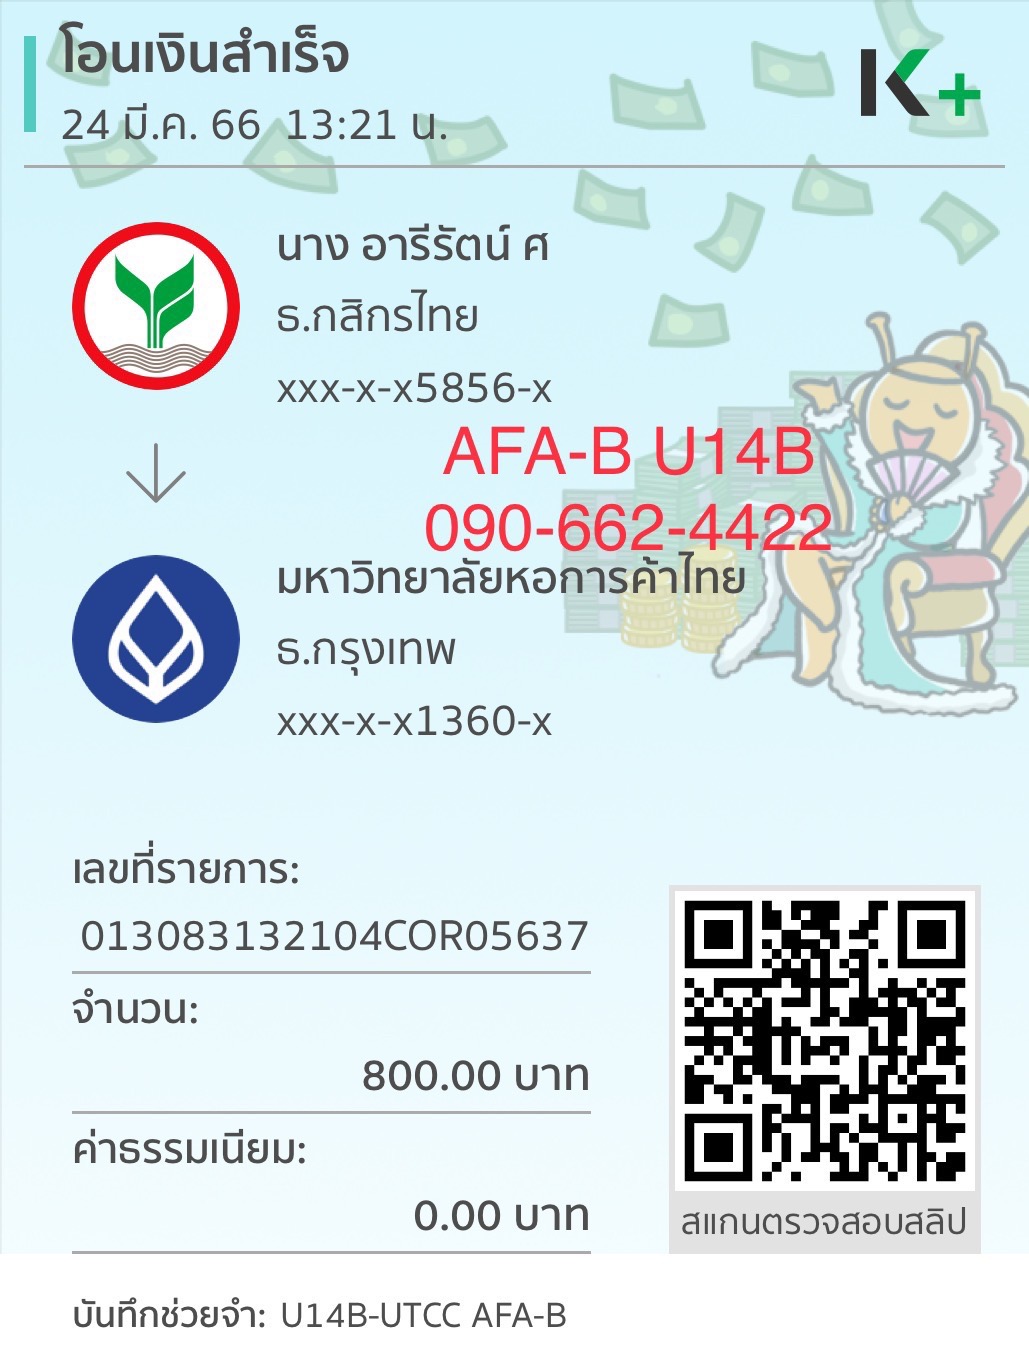 โอนเงินสำเร็จ
24 มี.ค. 66 13:21 น.
K+
นาง อารีรัตน์ ศ
ธ.กสิกรไทย
xxx-x-x5856-x
AFA-B U14B
090-662-4422
มหาวิทยาลัยหอการค้าไทย
ธ.กรุงเทพ
xxx-x-x1360-x
เลขที่รายการ:
013083132104COR05637
จำนวน:
800.00 บาท
ค่าธรรมเนียม:
0.00 บาท
สแกนตรวจสอบสลิป
บันทึกช่วยจำ: U14B-UTCC AFA-B